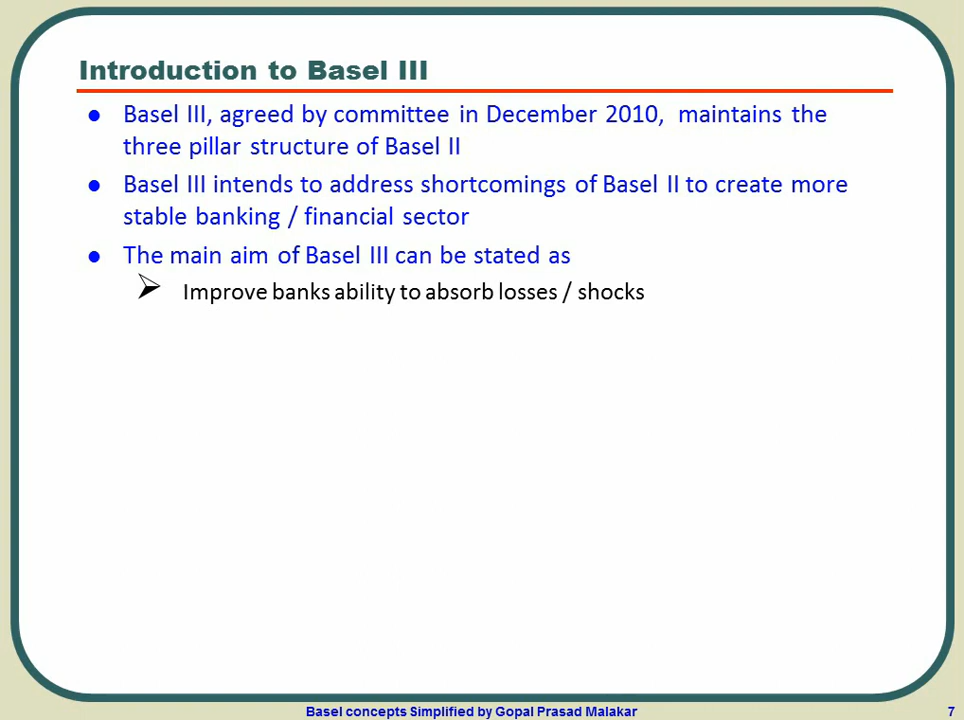 Introduction to Basel III
● Basel III, agreed by committee in December 2010,  maintains the
three pillar structure of Basel II
● Basel III intends to address shortcomings of Basel II to create more
stable banking / financial sector
● The main aim of Basel III can be stated as
➢ Improve banks ability to absorb losses / shocks
Basel concepts Simplified by Gopal Prasad Malakar
7